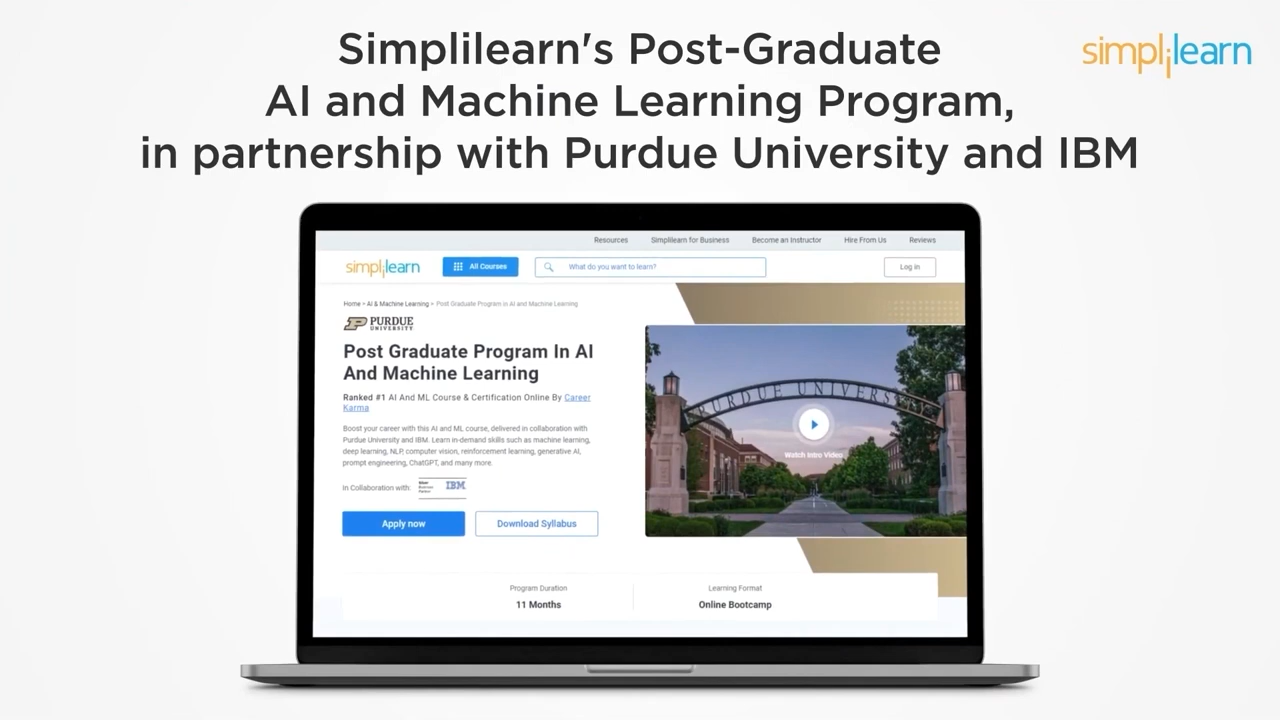 Simplilearn's Post-Graduate
AI and Machine Learning Program,
in partnership with Purdue University and IBM
simplilearn
Resources
Simplilearn for Business
Become an Instructor
Hire From Us
Reviews
simplilearn
All Courses
What do you want to learn?
Log in
Home • AI & Machine Learning • Post Graduate Program in AI and Machine Learning
PURDUE
UNIVERSITY
Post Graduate Program In AI
And Machine Learning
Ranked #1 AI And ML Course & Certification Online By Career
Karma
Boost your career with this AI and ML course, delivered in collaboration with
Purdue University and IBM. Learn in-demand skills such as machine learning,
deep learning, NLP, computer vision, reinforcement learning, generative AI,
prompt engineering, ChatGPT, and many more.
In Collaboration with:
IBM
Apply now
Download Syllabus
PURDUE UNIVERSITY
Watch Intro Video
Program Duration
11 Months
Learning Format
Online Bootcamp